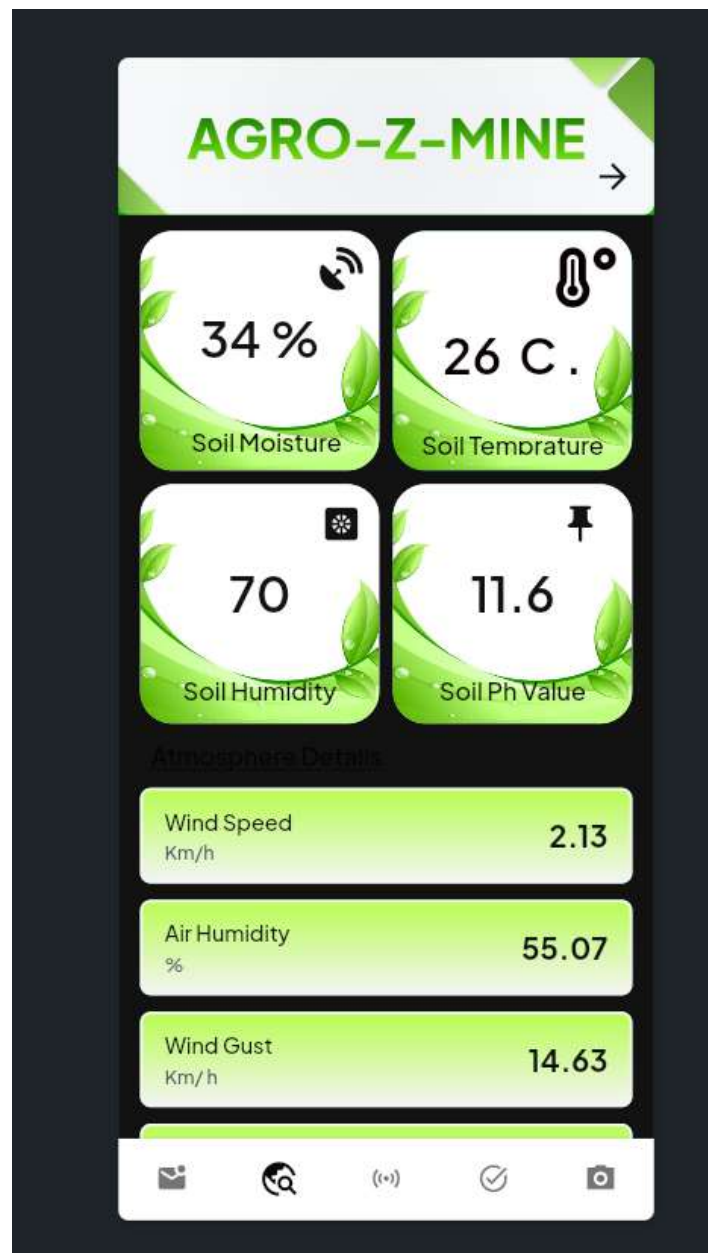 AGRO-Z-MINE
34 %
26 C .
Soil Moisture
Soil Temprature
70
11.6
Soil Humidity
Soil Ph Value
Atmosphere Details
Wind Speed
Km/h
2.13
Air Humidity
%
55.07
Wind Gust
Km/ h
14.63